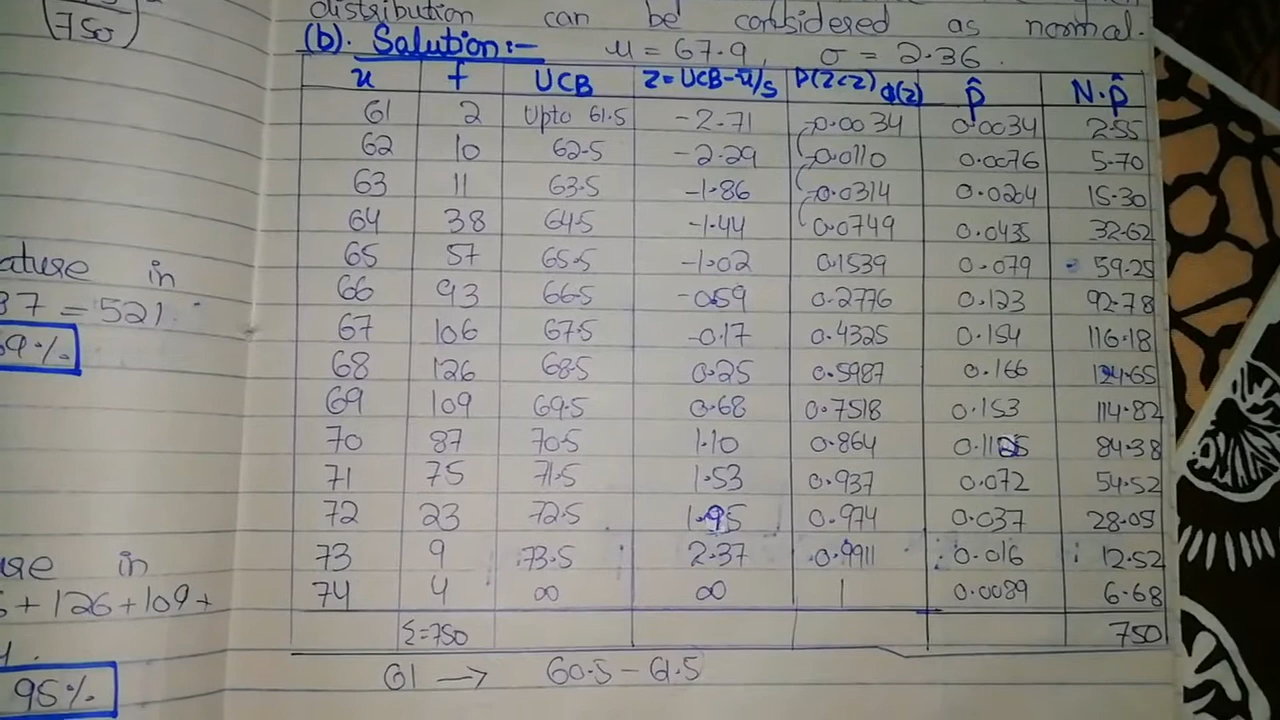 distribution can be considered as normal.
750
(b). Solution:- μ = 67.9, σ = 2.36.
x f UCB Z=UCB-x̄/s P(Z<z) φ(z) p̂ N.p̂
61 2 Upto 61.5 -2.71 0.0034 0.0034 2.55
62 10 62.5 -2.29 0.0110 0.0076 5.70
63 11 63.5 -1.86 0.0314 0.0204 15.30
64 38 64.5 -1.44 0.0749 0.0435 32.62
65 57 65.5 -1.02 0.1539 0.079 59.25
66 93 66.5 -0.59 0.2776 0.123 92.78
67 106 67.5 -0.17 0.4325 0.154 116.18
68 126 68.5 0.25 0.5987 0.166 124.65
69 109 69.5 0.68 0.7518 0.153 114.82
70 87 70.5 1.10 0.864 0.1125 84.38
71 75 71.5 1.53 0.937 0.072 54.52
72 23 72.5 1.95 0.974 0.037 28.05
73 9 73.5 2.37 0.9911 0.016 12.52
74 4 ∞ ∞ 1 0.0089 6.68
Σ=750 750
61 → 60.5 - 61.5
ature in
37 = 521
9%
ure in
+ 126 + 109 +
95%